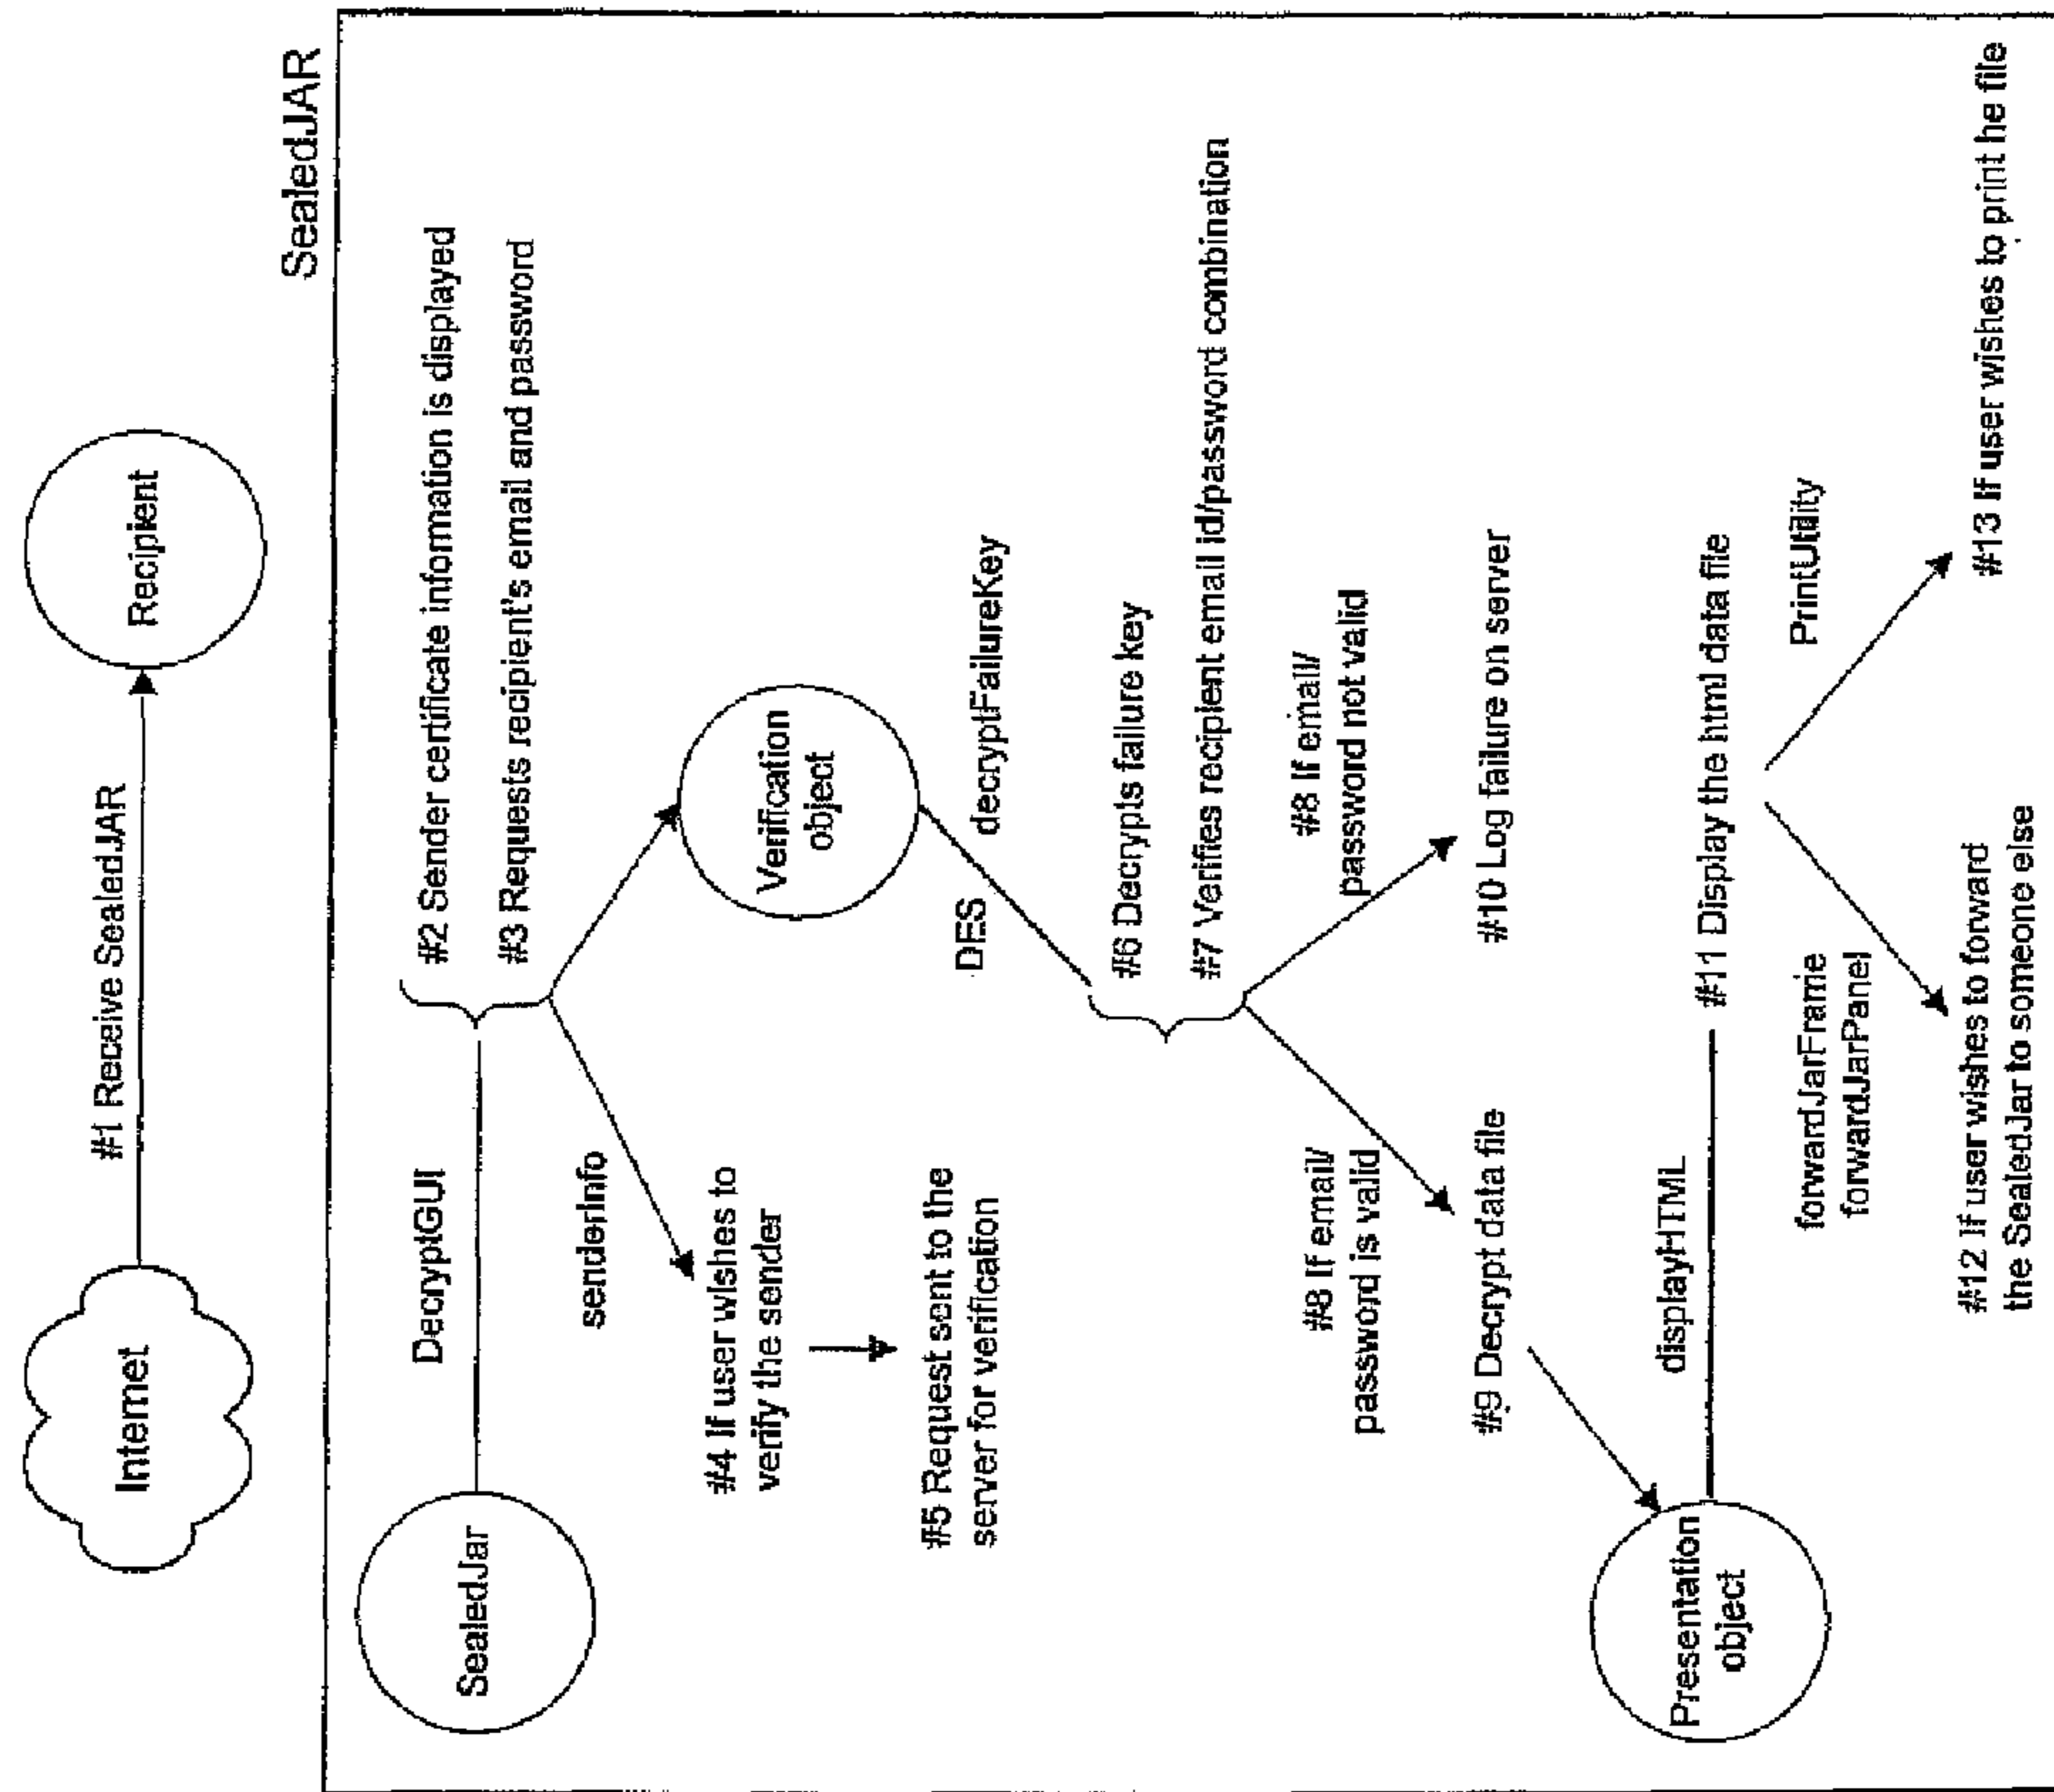 Internet
#1 Receive SealedJAR
Recipient
SealedJAR
SealedJar
DecryptGUI
#2 Sender certificate information is displayed
#3 Requests recipient's email and password
senderInfo
#4 If user wishes to
verify the sender
#5 Request sent to the
server for verification
Verification
object
DES
decryptFailureKey
#6 Decrypts failure key
#7 Verifies recipient email id/password combination
#8 If email/
password is valid
#8 If email/
password not valid
#9 Decrypt data file
#10 Log failure on server
Presentation
object
displayHTML
#11 Display the html data file
forwardJarFrame
forwardJarPanel
PrintUtility
#12 If user wishes to forward
the SealedJar to someone else
#13 If user wishes to print he file